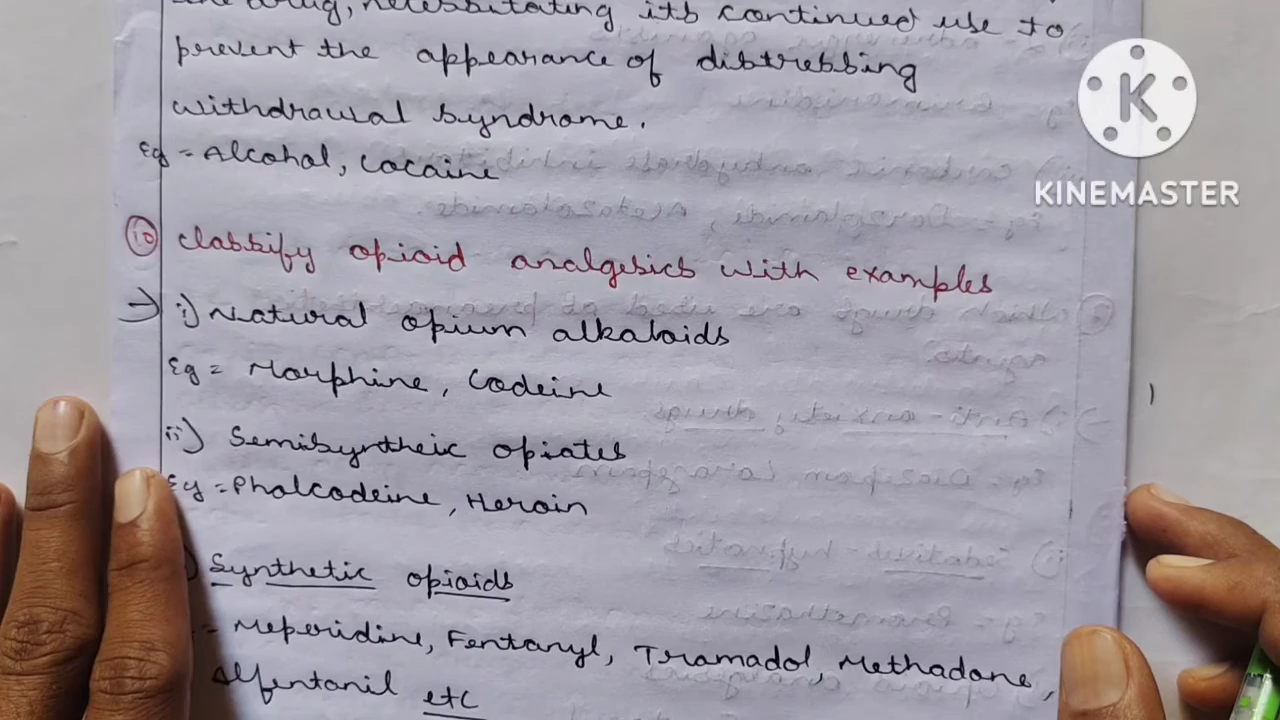 the drug, necessitating its continued use to
prevent the appearance of distressing
withdrawal syndrome.
Eg = Alcohal, Cocaine
10 Classify opioid analgesics with examples
→ i) Natural opium alkaloids
Eg = Morphine, Codeine
ii) Semisyntheic opiates
Eg = Pholcodeine, Heroin
) Synthetic opioids
= Meperidine, Fentanyl, Tramadol, Methadone,
Alfentanil etc
K
KINEMASTER